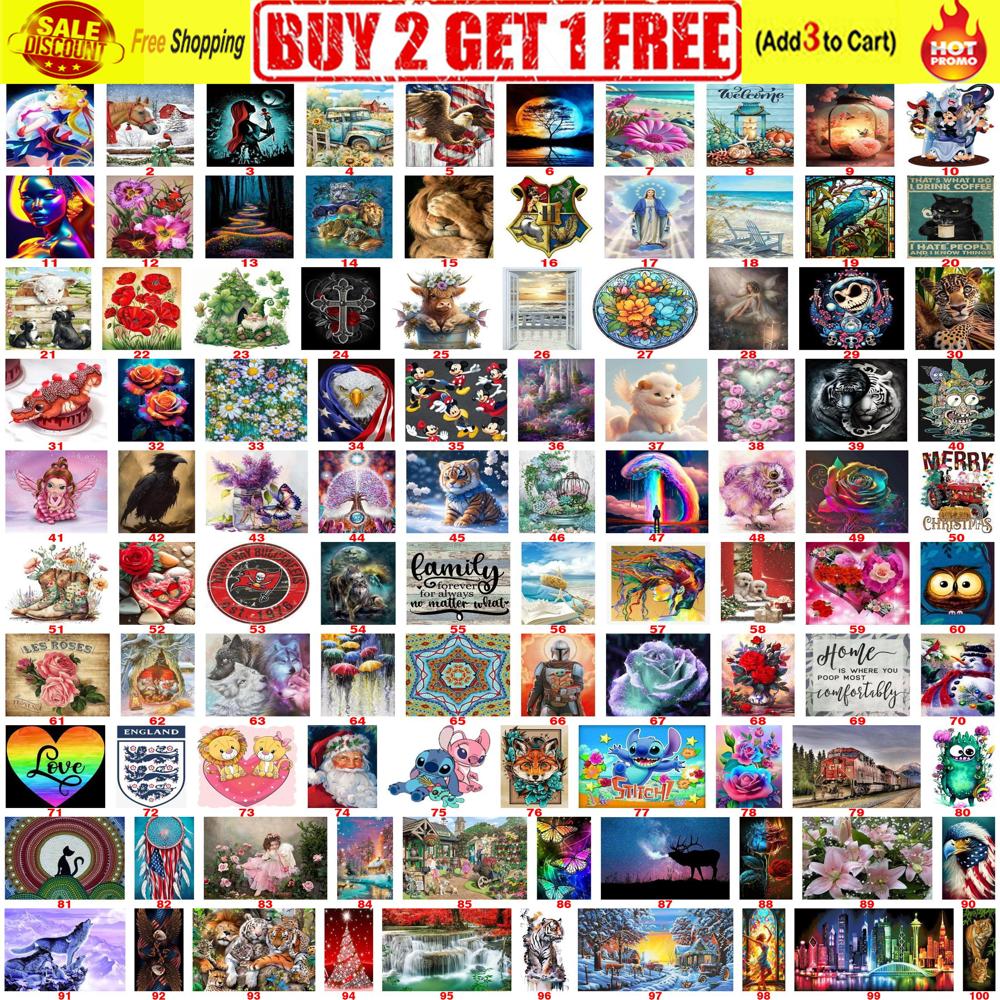 SALE
DISCOUNT
Free Shopping
BUY 2 GET 1 FREE
(Add 3 to Cart)
HOT
PROMO
Welcome
1 2 3 4 5 6 7 8 9 10
THAT'S WHAT I DO
I DRINK COFFEE
I HATE PEOPLE
AND I KNOW THINGS
11 12 13 14 15 16 17 18 19 20
21 22 23 24 25 26 27 28 29 30
31 32 33 34 35 36 37 38 39 40
MERRY
CHRISTMAS
41 42 43 44 45 46 47 48 49 50
family
forever
for always
no matter what
51 52 53 54 55 56 57 58 59 60
LES ROSES
Home
IS WHERE YOU
POOP MOST
comfortably
61 62 63 64 65 66 67 68 69 70
Love
ENGLAND
STITCH!
71 72 73 74 75 76 77 78 79 80
81 82 83 84 85 86 87 88 89 90
91 92 93 94 95 96 97 98 99 100